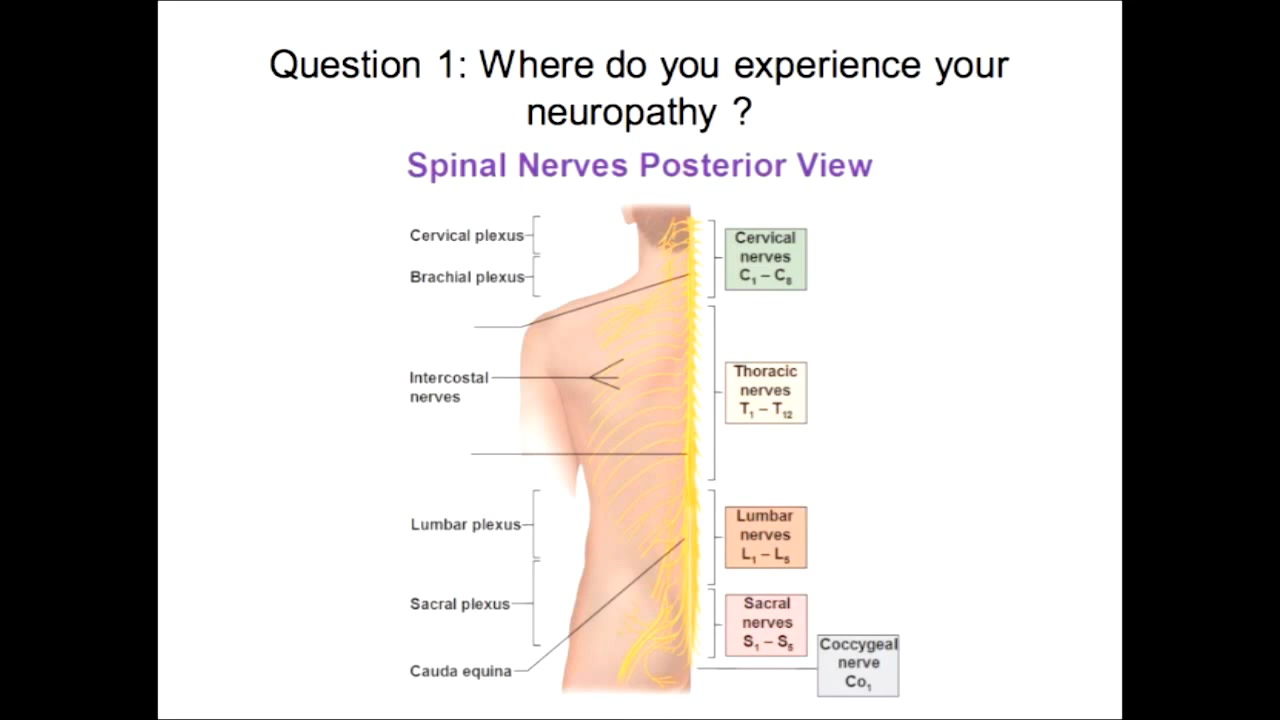 Question 1: Where do you experience your
neuropathy ?
Spinal Nerves Posterior View
Cervical plexus
Brachial plexus
Intercostal
nerves
Lumbar plexus
Sacral plexus
Cauda equina
Cervical
nerves
C₁ – C₈
Thoracic
nerves
T₁ – T₁₂
Lumbar
nerves
L₁ – L₅
Sacral
nerves
S₁ – S₅
Coccygeal
nerve
Co₁